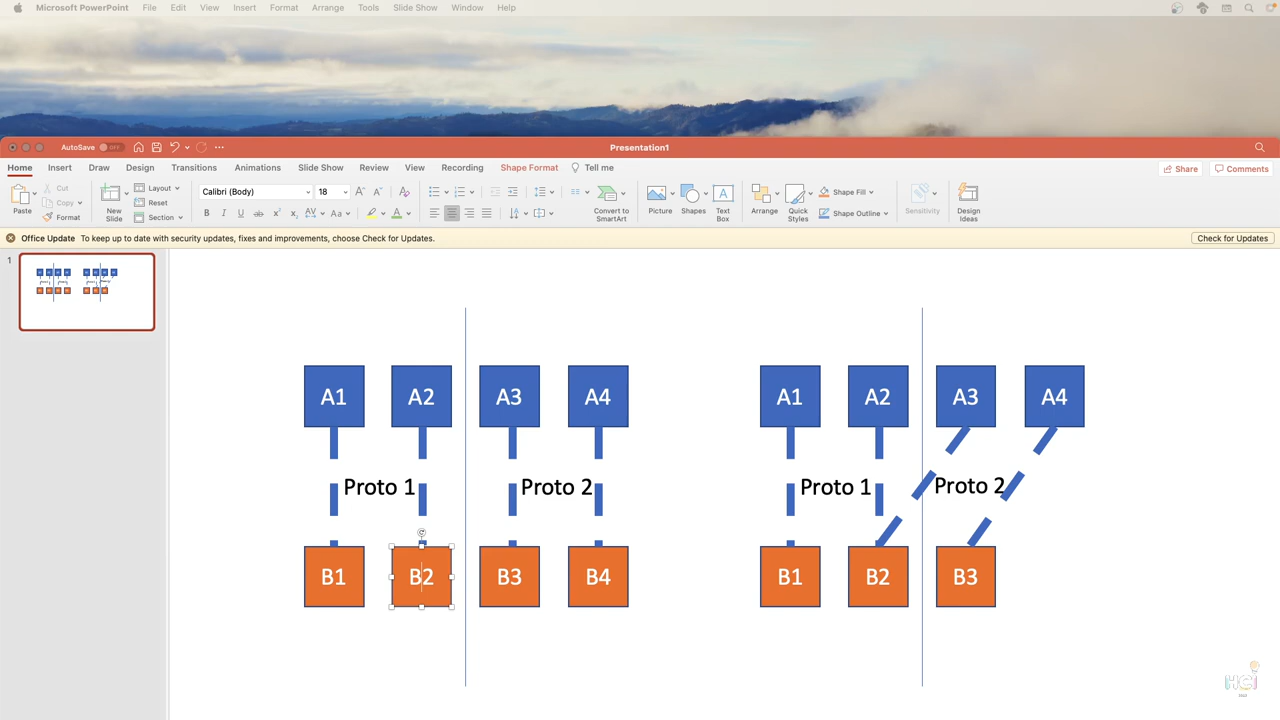 Microsoft PowerPoint File Edit View Insert Format Arrange Tools Slide Show Window Help
AutoSave OFF Presentation1
Home Insert Draw Design Transitions Animations Slide Show Review View Recording Shape Format Tell me Share Comments
Paste Cut Copy Format New Slide Layout Reset Section Calibri (Body) 18 Convert to SmartArt Picture Shapes Text Box Arrange Quick Styles Shape Fill Shape Outline Sensitivity Design Ideas
Office Update To keep up to date with security updates, fixes and improvements, choose Check for Updates. Check for Updates
1
A1 A2 A3 A4 A1 A2 A3 A4
Proto 1 Proto 2 Proto 1 Proto 2
B1 B2 B3 B4 B1 B2 B3
Hei